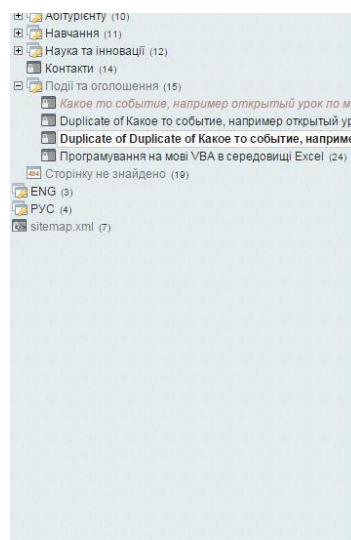 Абітурієнту (10)
Навчання (11)
Наука та інновації (12)
Контакти (14)
Події та оголошення (15)
Какое то событие, например открытый урок по м
Duplicate of Какое то событие, например открытый ур
Duplicate of Duplicate of Какое то событие, наприме
Програмування на мові VBA в середовищі Excel (24)
404 Сторінку не знайдено (19)
ENG (3)
РУС (4)
sitemap.xml (7)